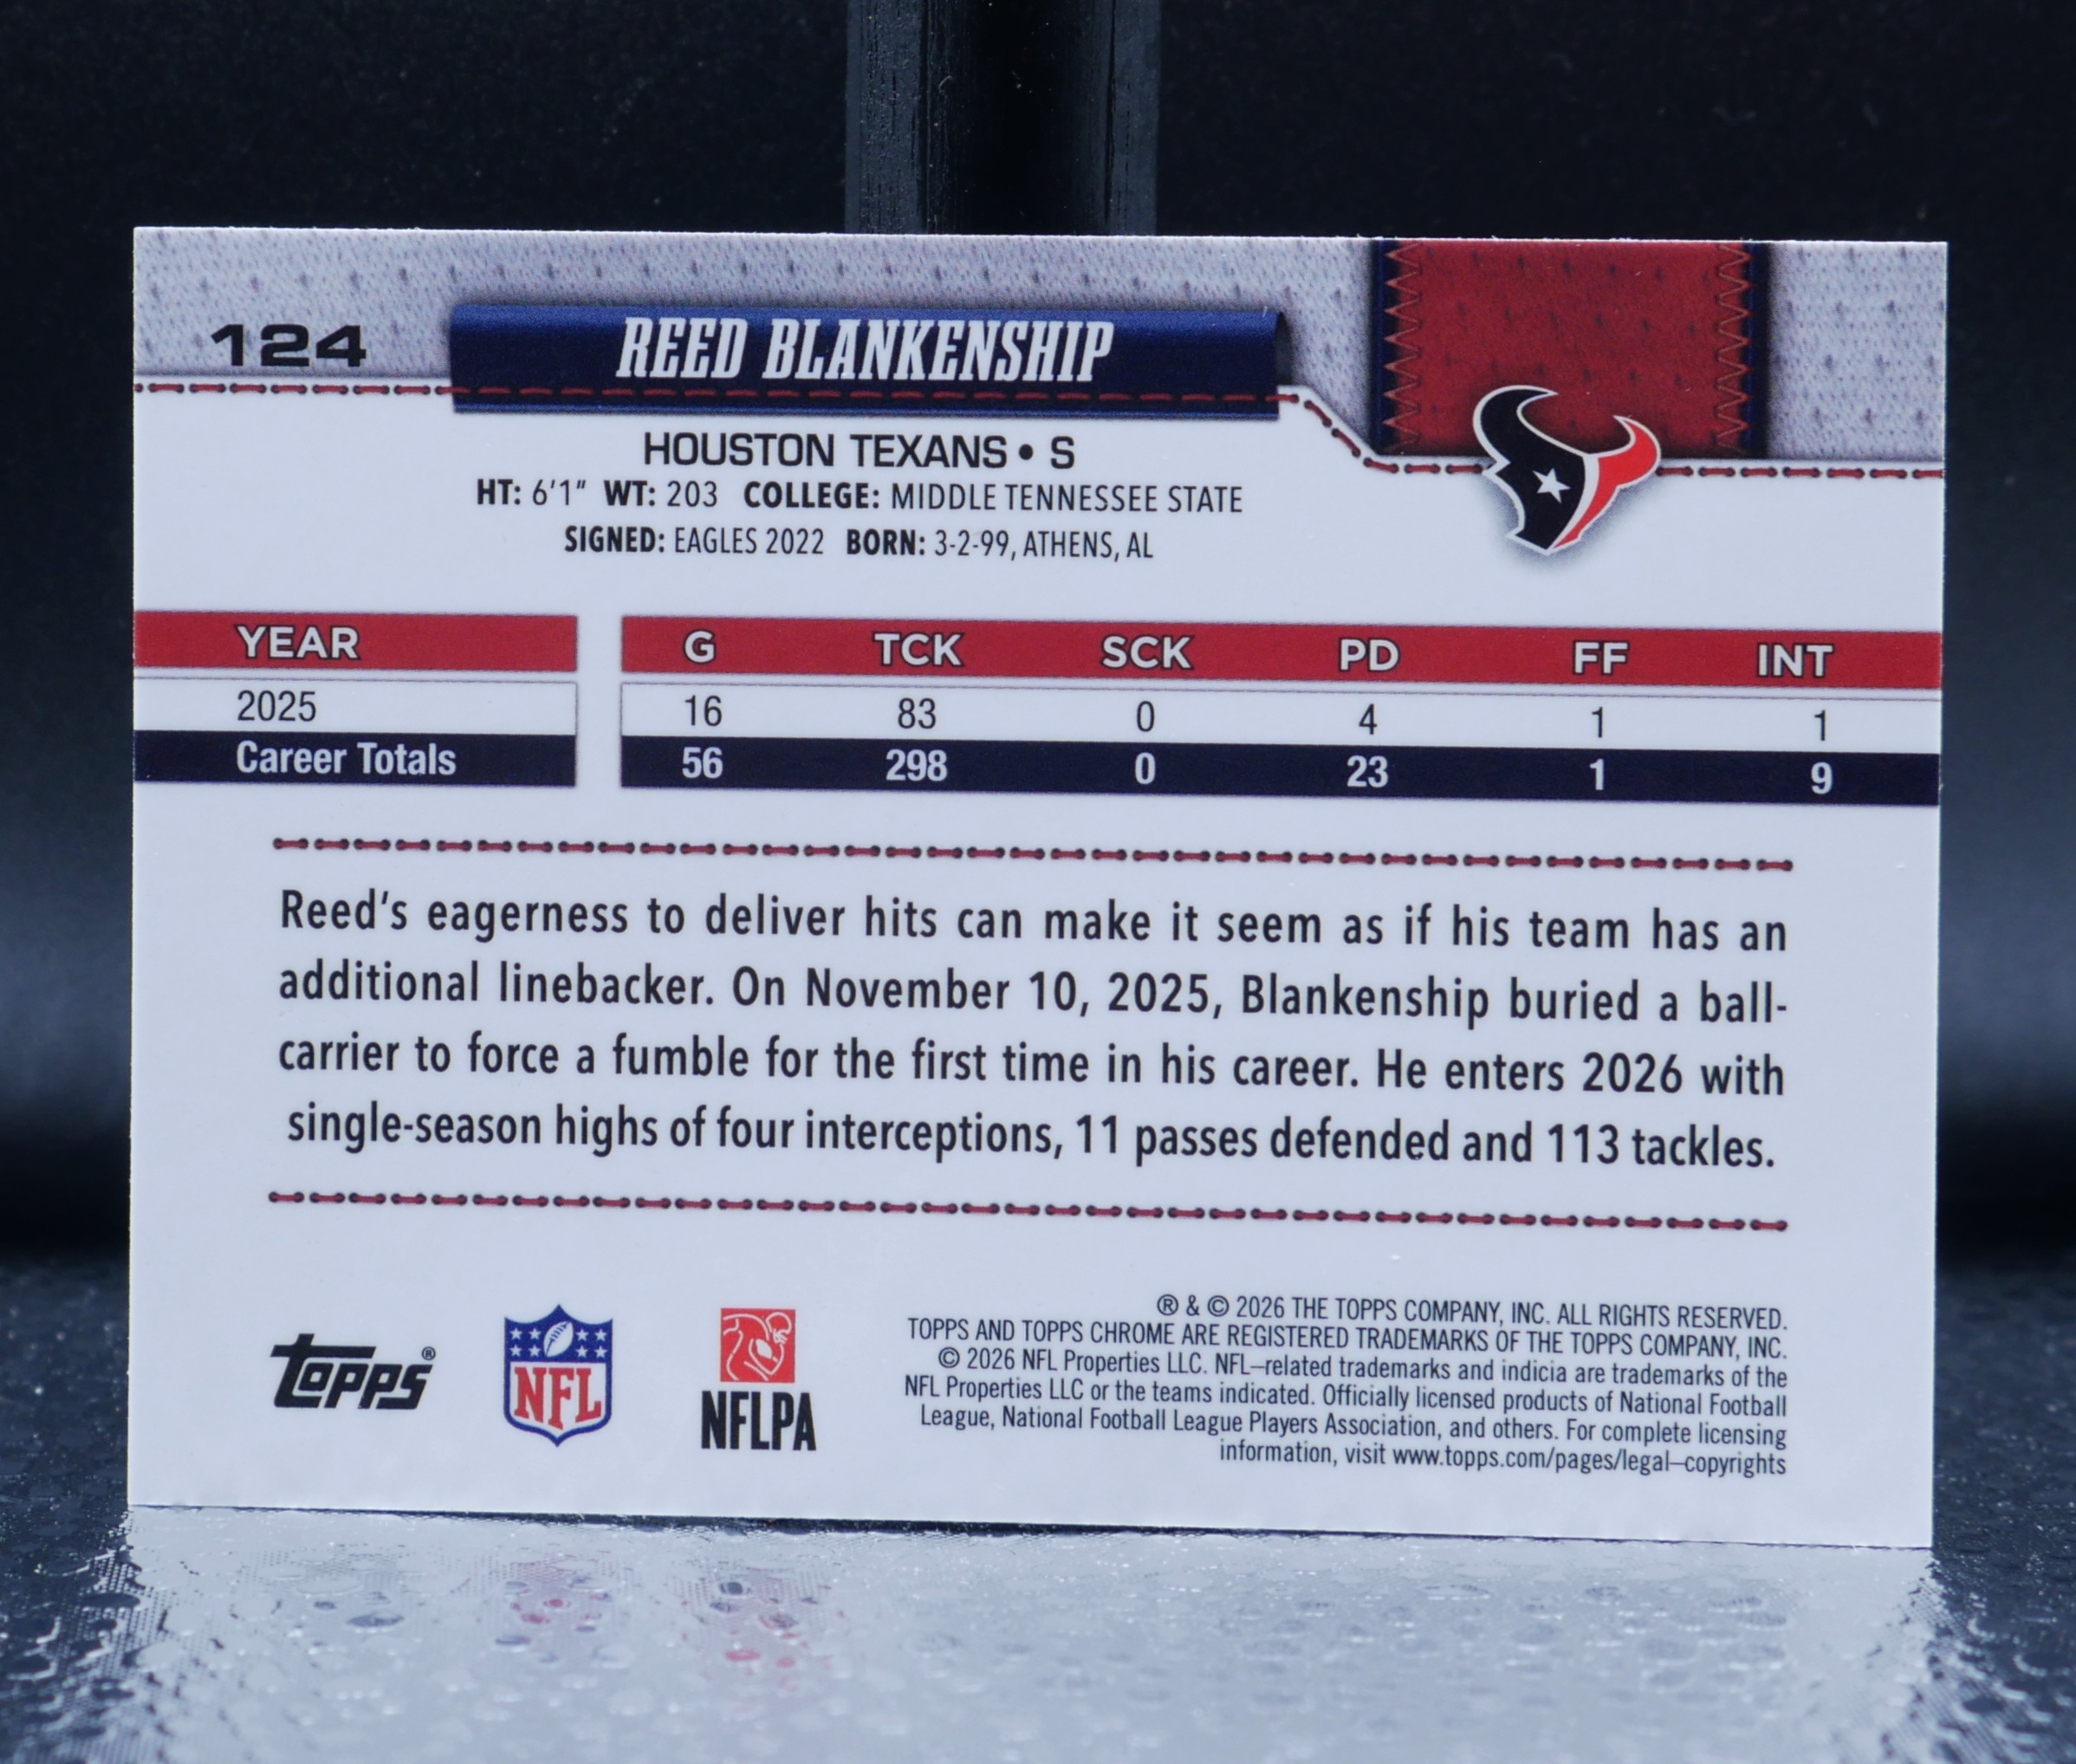 124
REED BLANKENSHIP
HOUSTON TEXANS • S
HT: 6'1" WT: 203 COLLEGE: MIDDLE TENNESSEE STATE
SIGNED: EAGLES 2022 BORN: 3-2-99, ATHENS, AL
YEAR G TCK SCK PD FF INT
2025 16 83 0 4 1 1
Career Totals 56 298 0 23 1 9
Reed's eagerness to deliver hits can make it seem as if his team has an
additional linebacker. On November 10, 2025, Blankenship buried a ball-
carrier to force a fumble for the first time in his career. He enters 2026 with
single-season highs of four interceptions, 11 passes defended and 113 tackles.
Topps®
NFL
NFLPA
® & © 2026 THE TOPPS COMPANY, INC. ALL RIGHTS RESERVED.
TOPPS AND TOPPS CHROME ARE REGISTERED TRADEMARKS OF THE TOPPS COMPANY, INC.
© 2026 NFL Properties LLC. NFL–related trademarks and indicia are trademarks of the
NFL Properties LLC or the teams indicated. Officially licensed products of National Football
League, National Football League Players Association, and others. For complete licensing
information, visit www.topps.com/pages/legal–copyrights